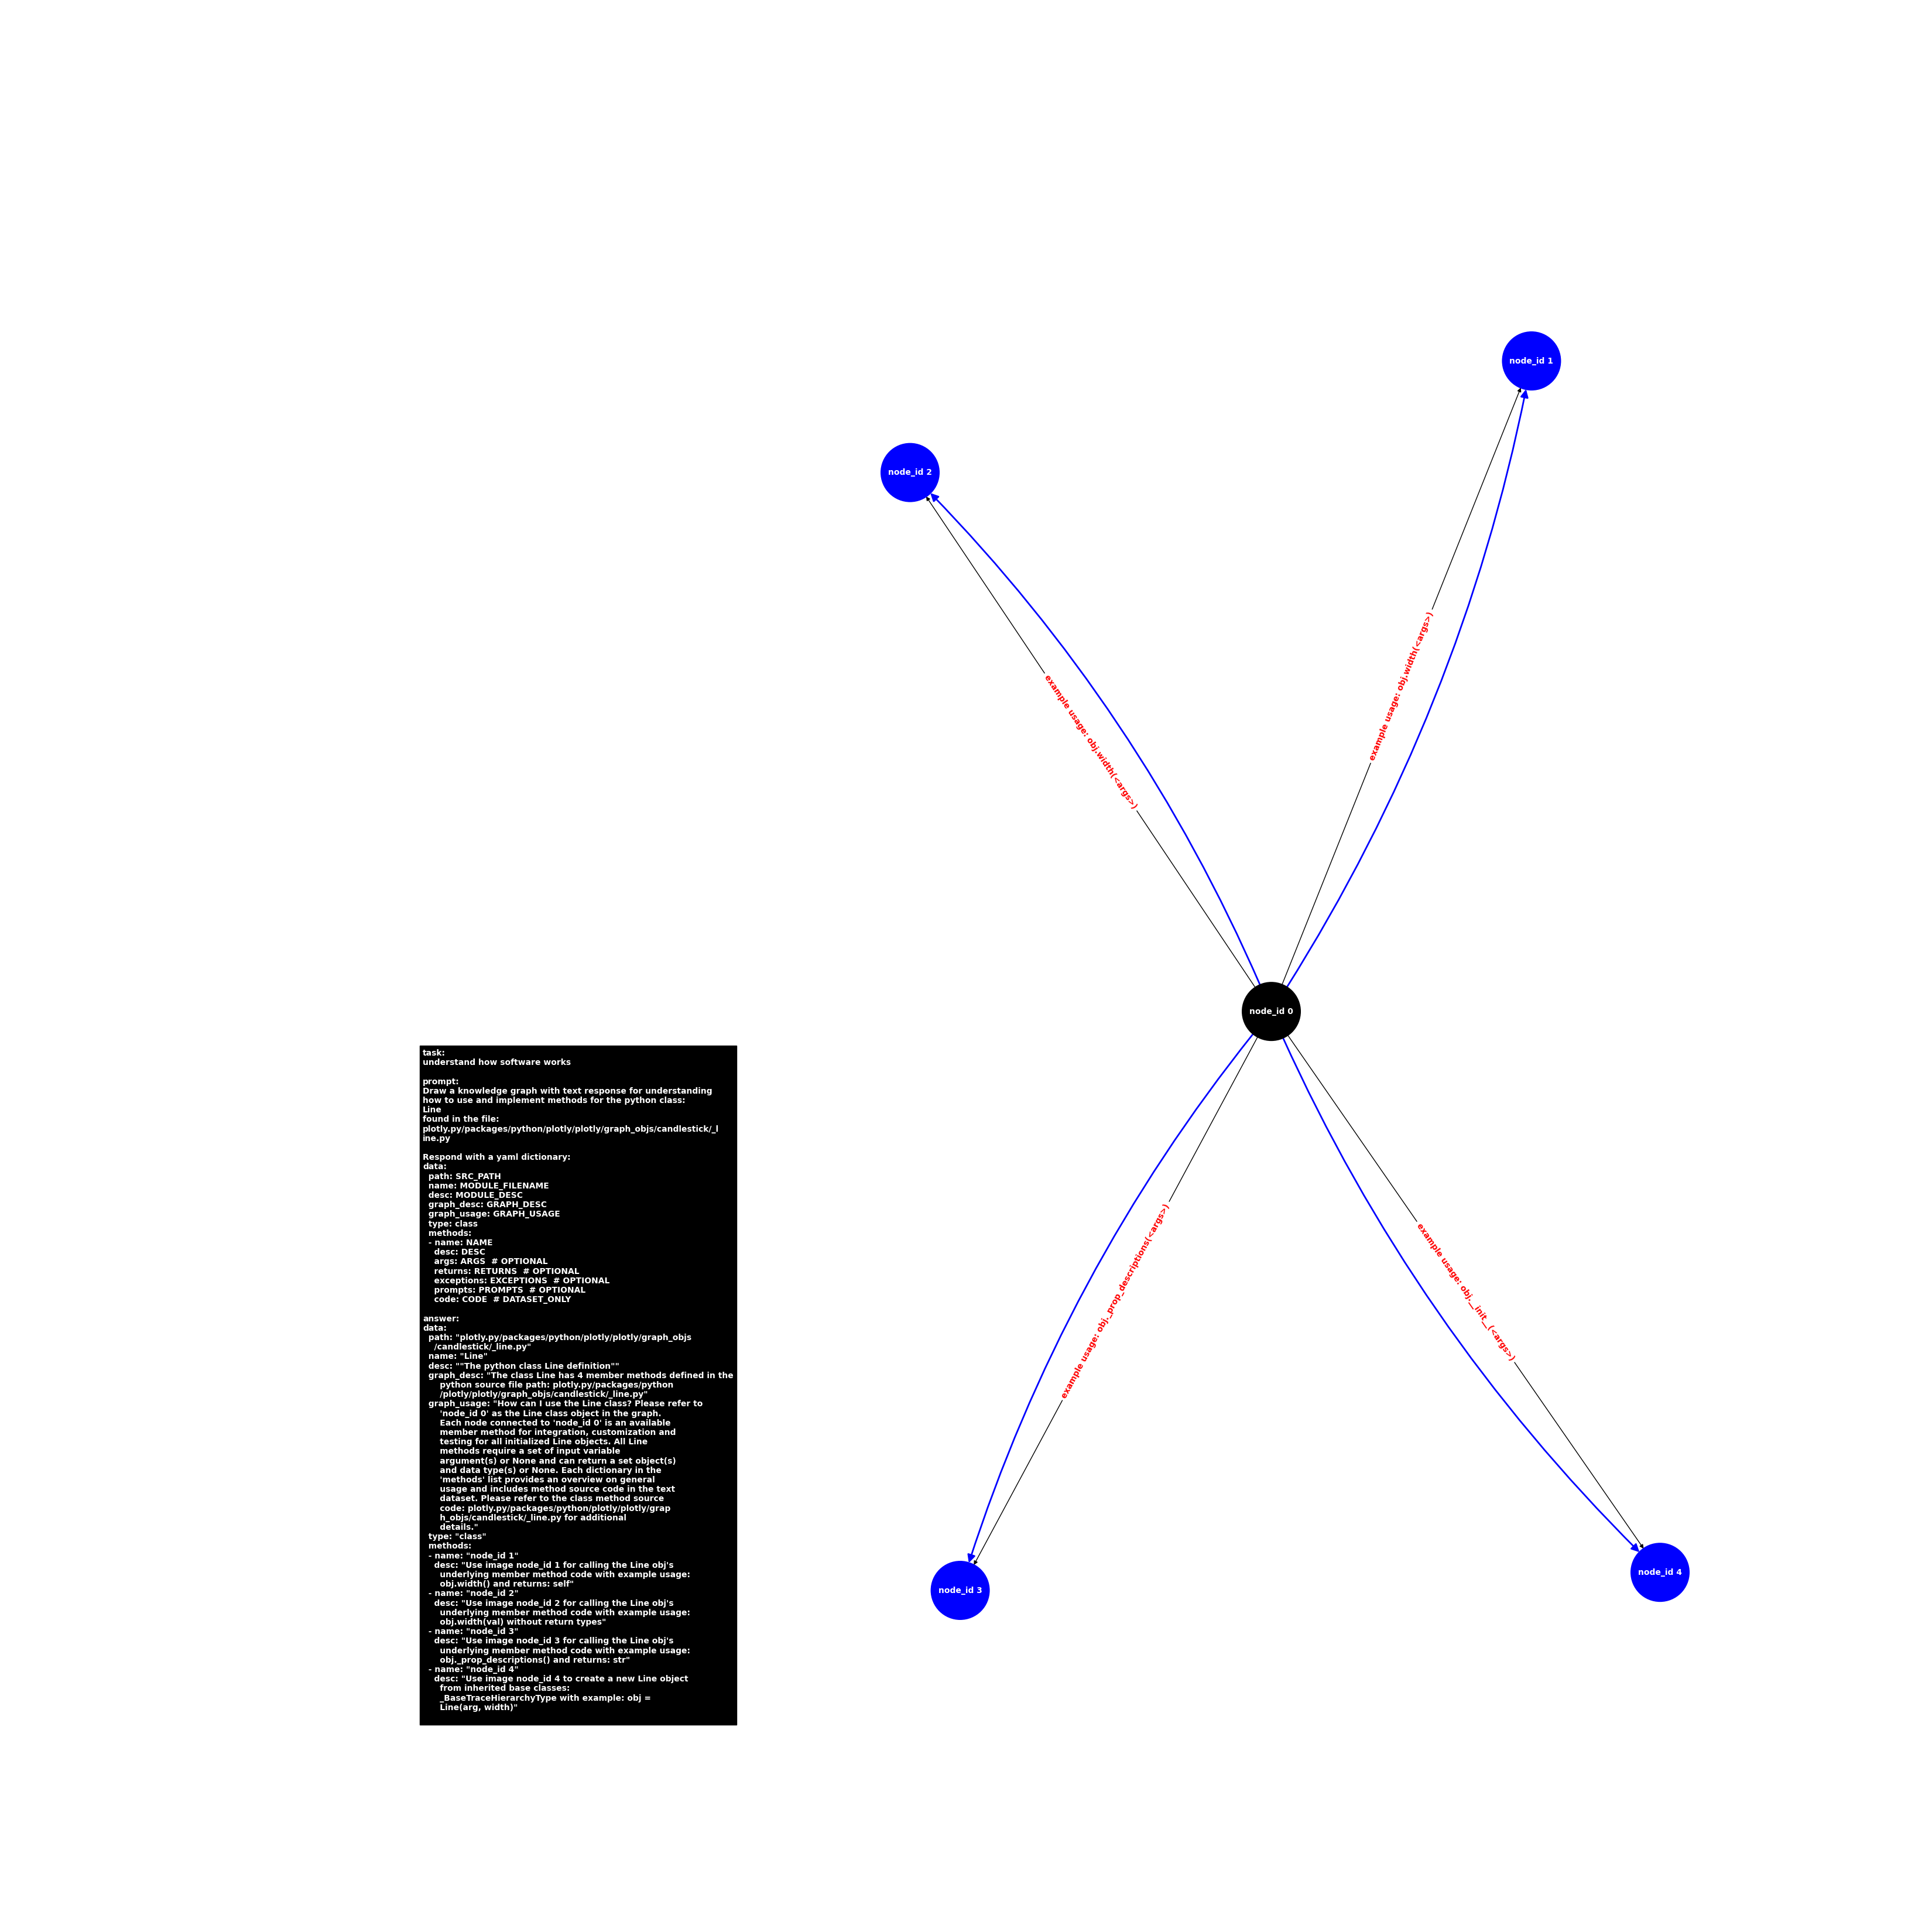 node_id 1
node_id 2
example usage: obj.width(<args>)
example usage: obj.width(<args>)
node_id 0
task:
understand how software works

prompt:
Draw a knowledge graph with text response for understanding
how to use and implement methods for the python class:
Line
found in the file:
plotly.py/packages/python/plotly/plotly/graph_objs/candlestick/_l
ine.py

Respond with a yaml dictionary:
data:
  path: SRC_PATH
  name: MODULE_FILENAME
  desc: MODULE_DESC
  graph_desc: GRAPH_DESC
  graph_usage: GRAPH_USAGE
  type: class
  methods:
  - name: NAME
    desc: DESC
    args: ARGS  # OPTIONAL
    returns: RETURNS  # OPTIONAL
    exceptions: EXCEPTIONS  # OPTIONAL
    prompts: PROMPTS  # OPTIONAL
    code: CODE  # DATASET_ONLY

answer:
data:
  path: "plotly.py/packages/python/plotly/plotly/graph_objs
    /candlestick/_line.py"
  name: "Line"
  desc: ""The python class Line definition""
  graph_desc: "The class Line has 4 member methods defined in the
      python source file path: plotly.py/packages/python
      /plotly/plotly/graph_objs/candlestick/_line.py"
  graph_usage: "How can I use the Line class? Please refer to
      'node_id 0' as the Line class object in the graph.
      Each node connected to 'node_id 0' is an available
      member method for integration, customization and
      testing for all initialized Line objects. All Line
      methods require a set of input variable
      argument(s) or None and can return a set object(s)
      and data type(s) or None. Each dictionary in the
      'methods' list provides an overview on general
      usage and includes method source code in the text
      dataset. Please refer to the class method source
      code: plotly.py/packages/python/plotly/plotly/grap
      h_objs/candlestick/_line.py for additional
      details."
  type: "class"
  methods:
  - name: "node_id 1"
    desc: "Use image node_id 1 for calling the Line obj's
      underlying member method code with example usage:
      obj.width() and returns: self"
  - name: "node_id 2"
    desc: "Use image node_id 2 for calling the Line obj's
      underlying member method code with example usage:
      obj.width(val) without return types"
  - name: "node_id 3"
    desc: "Use image node_id 3 for calling the Line obj's
      underlying member method code with example usage:
      obj._prop_descriptions() and returns: str"
  - name: "node_id 4"
    desc: "Use image node_id 4 to create a new Line object
      from inherited base classes:
      _BaseTraceHierarchyType with example: obj =
      Line(arg, width)"
example usage: obj._prop_descriptions(<args>)
example usage: obj.__init__(<args>)
node_id 3
node_id 4